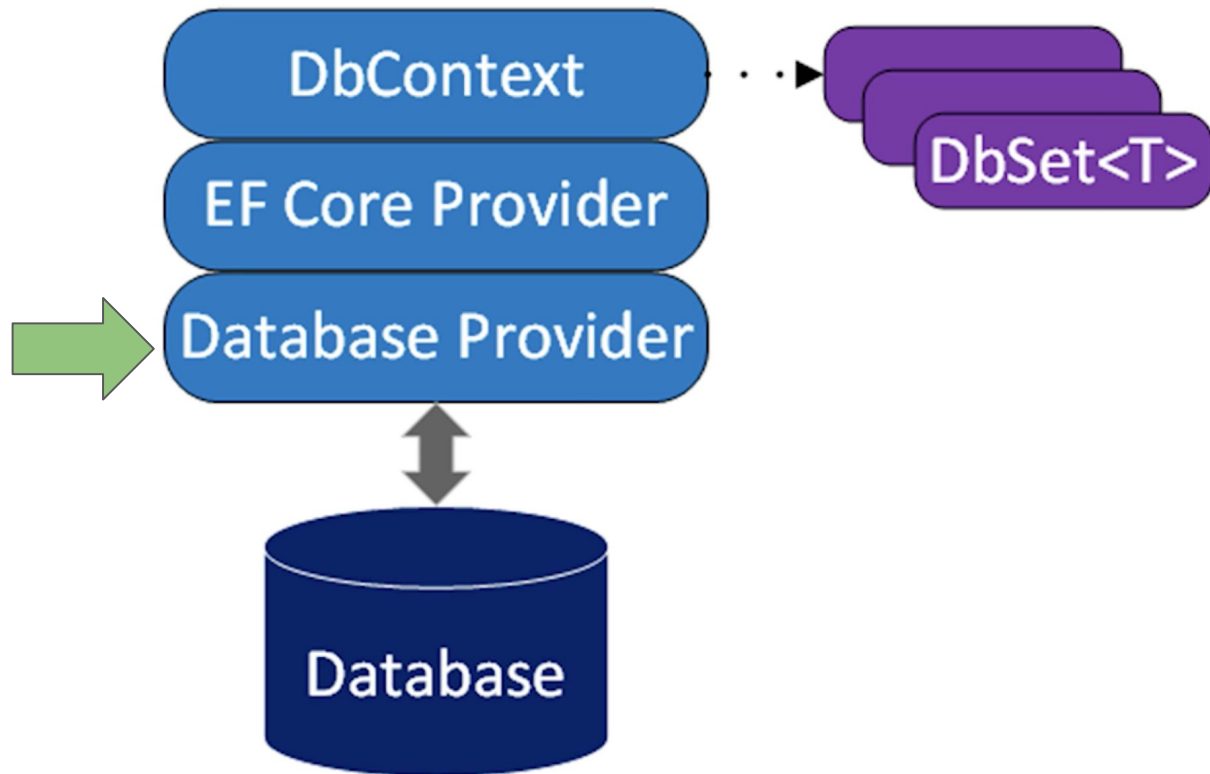 DbContext
DbSet<T>
EF Core Provider
Database Provider
Database